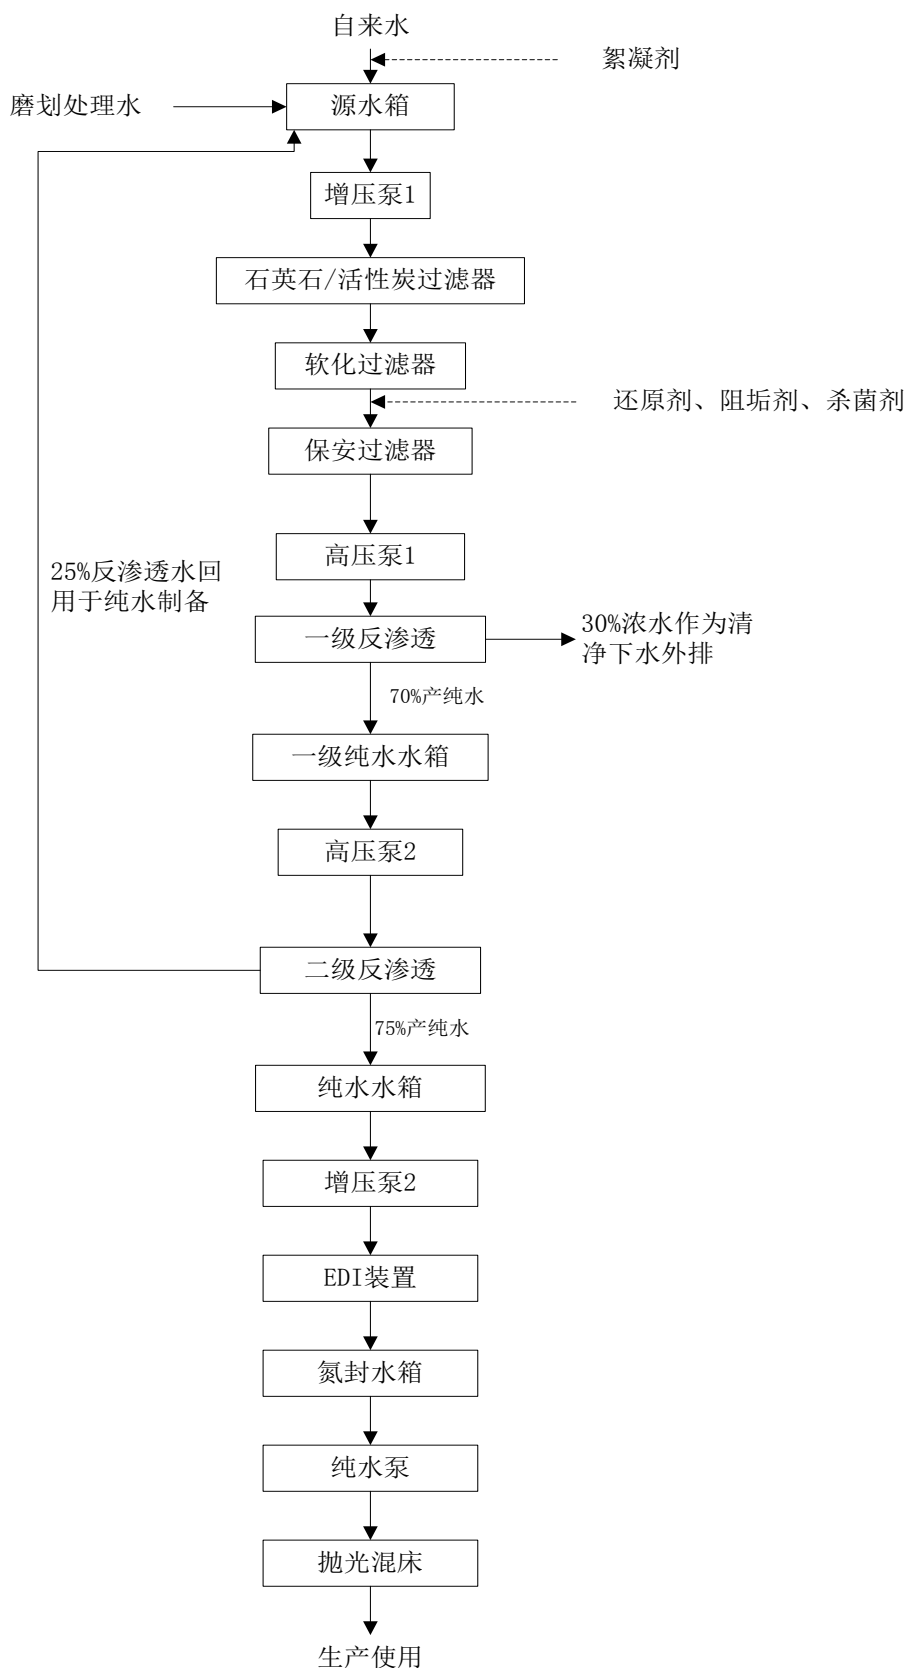 自来水
絮凝剂
磨划处理水
源水箱
增压泵1
石英石/活性炭过滤器
软化过滤器
还原剂、阻垢剂、杀菌剂
保安过滤器
高压泵1
25%反渗透水回
用于纯水制备
一级反渗透
30%浓水作为清
净下水外排
70%产纯水
一级纯水水箱
高压泵2
二级反渗透
75%产纯水
纯水水箱
增压泵2
EDI装置
氮封水箱
纯水泵
抛光混床
生产使用